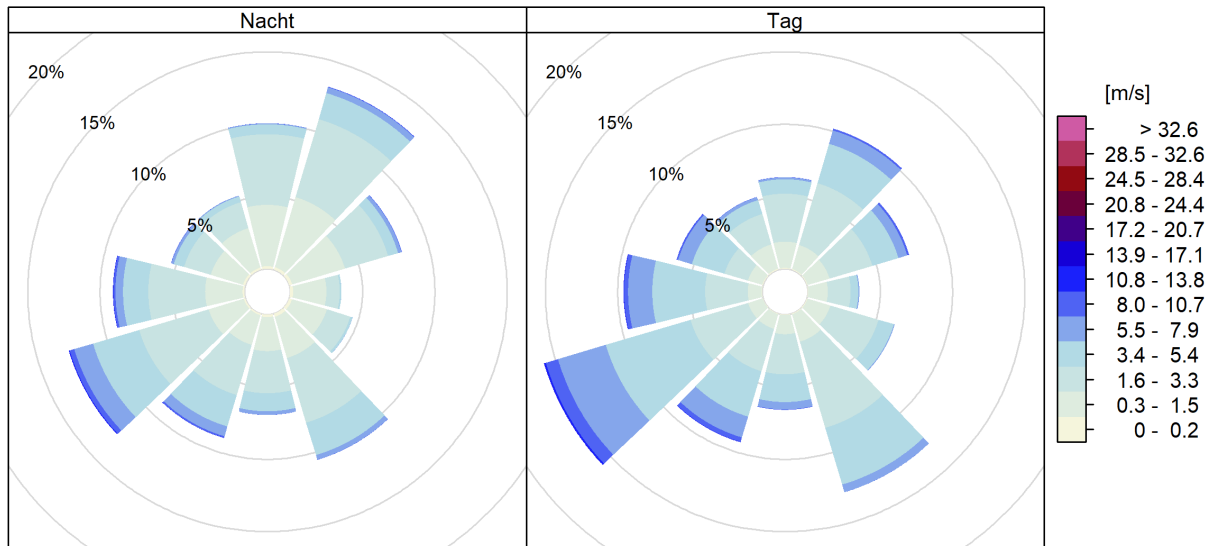 Nacht
Tag
20%
15%
10%
5%
20%
15%
10%
5%
[m/s]
> 32.6
28.5 - 32.6
24.5 - 28.4
20.8 - 24.4
17.2 - 20.7
13.9 - 17.1
10.8 - 13.8
8.0 - 10.7
5.5 - 7.9
3.4 - 5.4
1.6 - 3.3
0.3 - 1.5
0 - 0.2